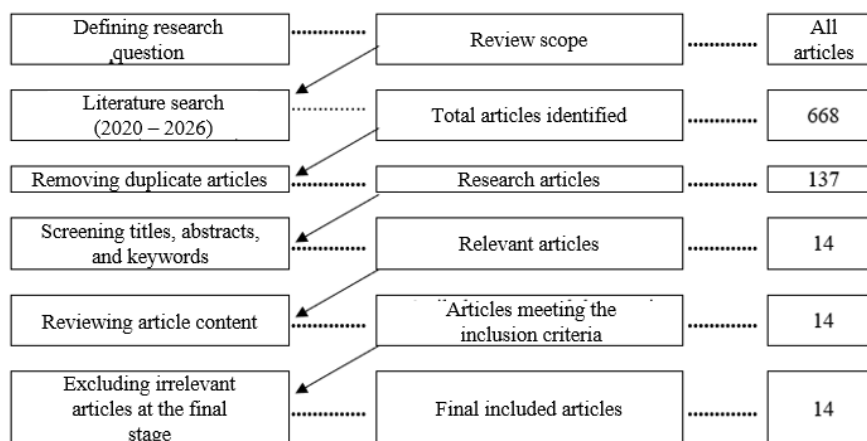 Defining research
question
Review scope
All
articles
Literature search
(2020 – 2026)
Total articles identified
668
Removing duplicate articles
Research articles
137
Screening titles, abstracts,
and keywords
Relevant articles
14
Reviewing article content
Articles meeting the
inclusion criteria
14
Excluding irrelevant
articles at the final
stage
Final included articles
14